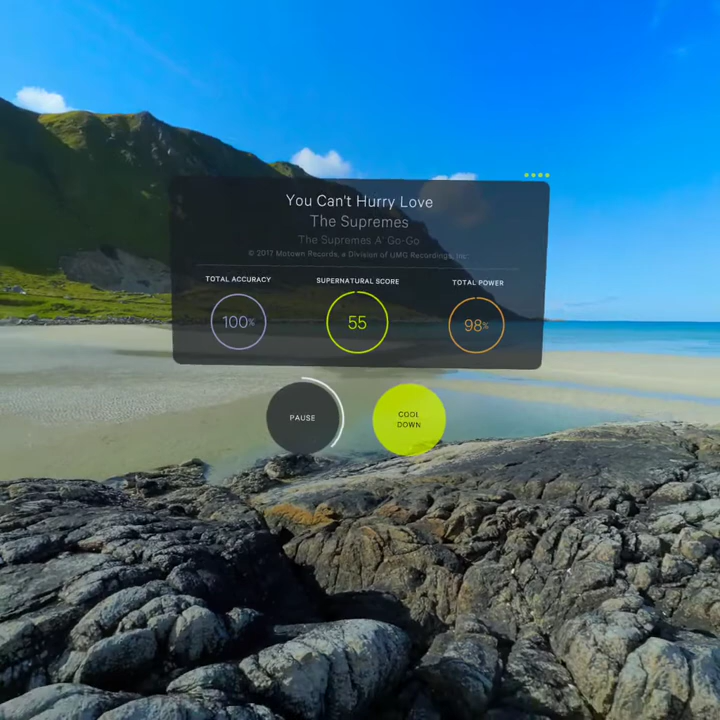 You Can't Hurry Love
The Supremes
The Supremes A' Go-Go
© 2017 Motown Records, a Division of UMG Recordings, Inc.
TOTAL ACCURACY
SUPERNATURAL SCORE
TOTAL POWER
100%
55
98%
PAUSE
COOL
DOWN